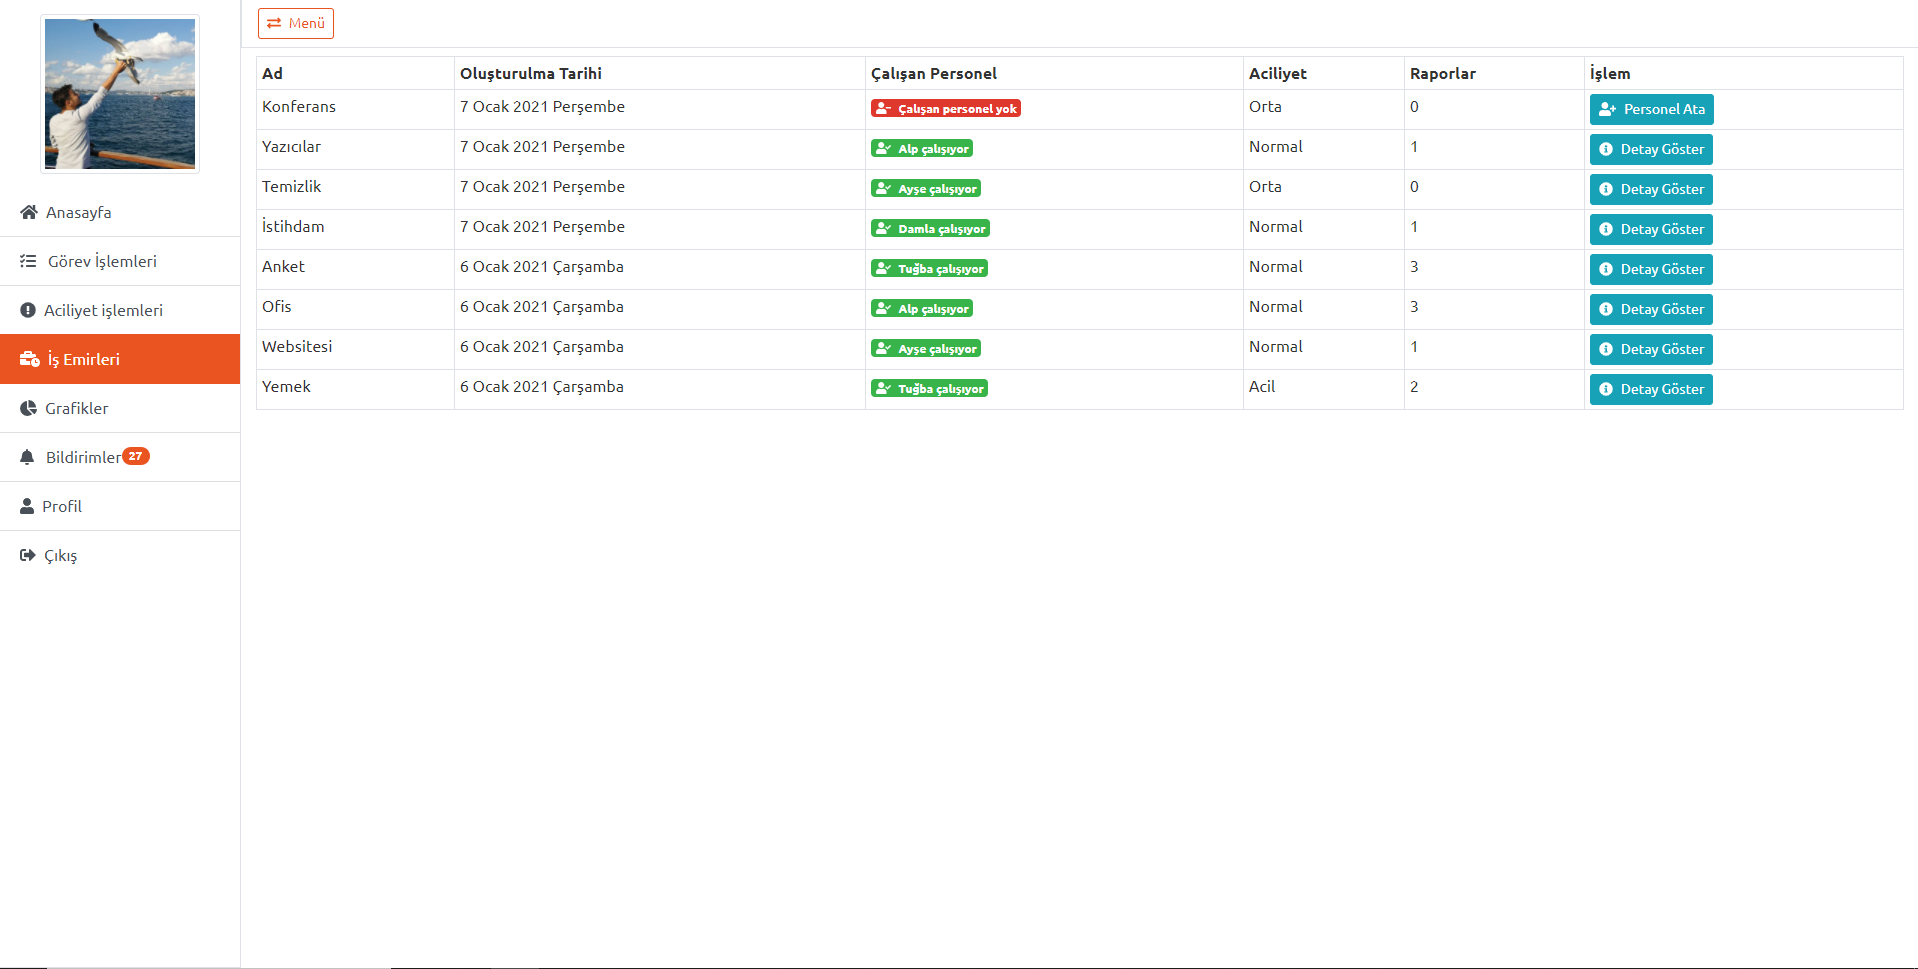 Menü
Anasayfa
Görev İşlemleri
Aciliyet işlemleri
İş Emirleri
Grafikler
Bildirimler 27
Profil
Çıkış
Ad Oluşturulma Tarihi Çalışan Personel Aciliyet Raporlar İşlem
Konferans 7 Ocak 2021 Perşembe Çalışan personel yok Orta 0 Personel Ata
Yazıcılar 7 Ocak 2021 Perşembe Alp çalışıyor Normal 1 Detay Göster
Temizlik 7 Ocak 2021 Perşembe Ayşe çalışıyor Orta 0 Detay Göster
İstihdam 7 Ocak 2021 Perşembe Damla çalışıyor Normal 1 Detay Göster
Anket 6 Ocak 2021 Çarşamba Tuğba çalışıyor Normal 3 Detay Göster
Ofis 6 Ocak 2021 Çarşamba Alp çalışıyor Normal 3 Detay Göster
Websitesi 6 Ocak 2021 Çarşamba Ayşe çalışıyor Normal 1 Detay Göster
Yemek 6 Ocak 2021 Çarşamba Tuğba çalışıyor Acil 2 Detay Göster